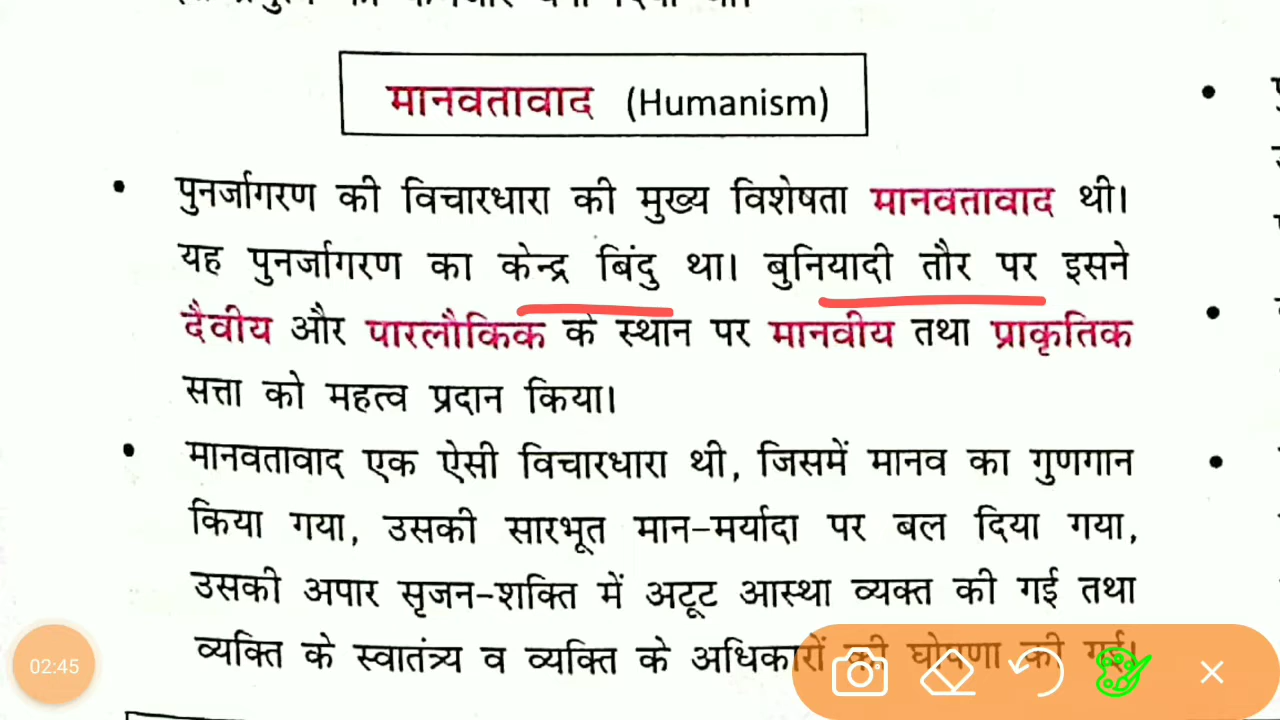 मानवतावाद (Humanism)
• पुनर्जागरण की विचारधारा की मुख्य विशेषता मानवतावाद थी।
यह पुनर्जागरण का केन्द्र बिंदु था। बुनियादी तौर पर इसने
दैवीय और पारलौकिक के स्थान पर मानवीय तथा प्राकृतिक
सत्ता को महत्व प्रदान किया।
• मानवतावाद एक ऐसी विचारधारा थी, जिसमें मानव का गुणगान
किया गया, उसकी सारभूत मान-मर्यादा पर बल दिया गया,
उसकी अपार सृजन-शक्ति में अटूट आस्था व्यक्त की गई तथा
व्यक्ति के स्वातंत्र्य व व्यक्ति के अधिकारों की घोषणा की गई।
02:45